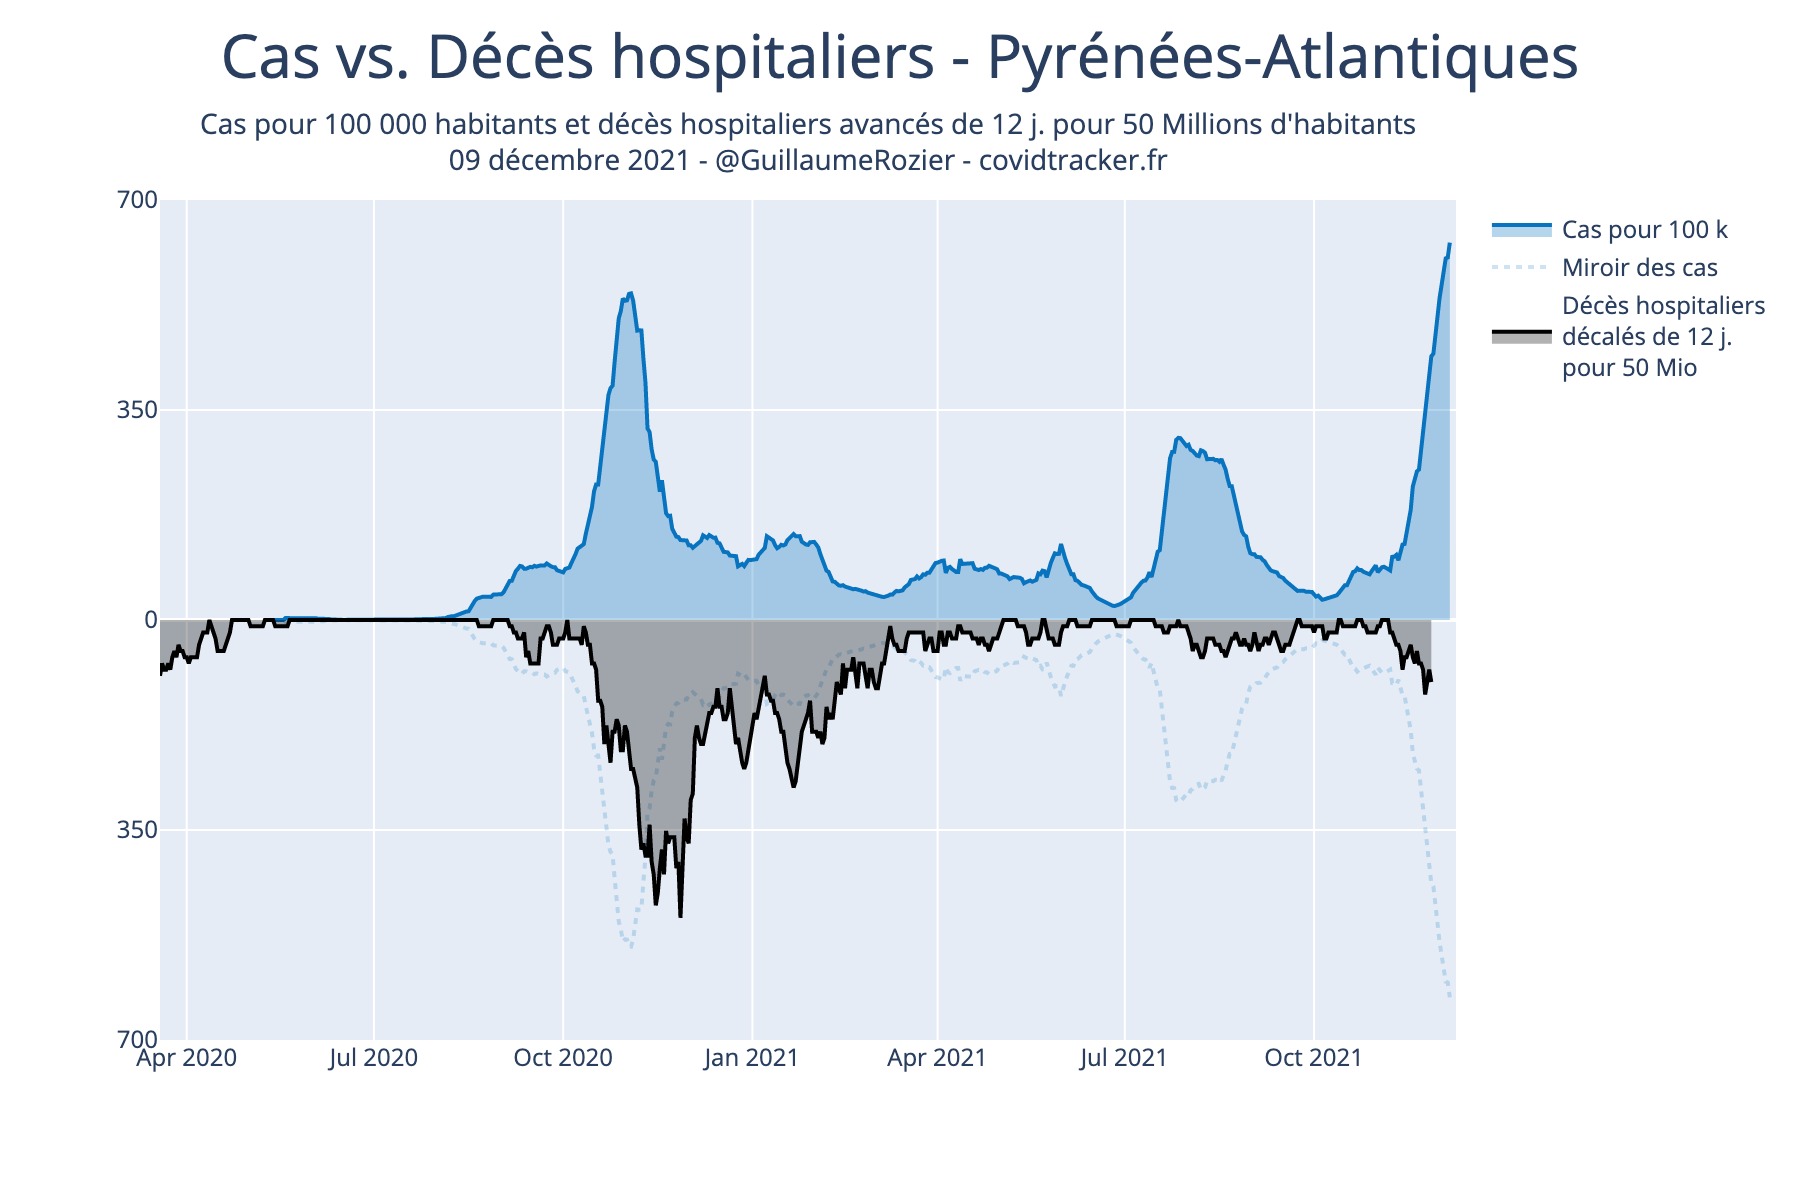 Cas vs. Décès hospitaliers - Pyrénées-Atlantiques
Cas pour 100 000 habitants et décès hospitaliers avancés de 12 j. pour 50 Millions d'habitants
09 décembre 2021 - @GuillaumeRozier - covidtracker.fr
700
350
0
350
700
Apr 2020
Jul 2020
Oct 2020
Jan 2021
Apr 2021
Jul 2021
Oct 2021
Cas pour 100 k
Miroir des cas
Décès hospitaliers
décalés de 12 j.
pour 50 Mio